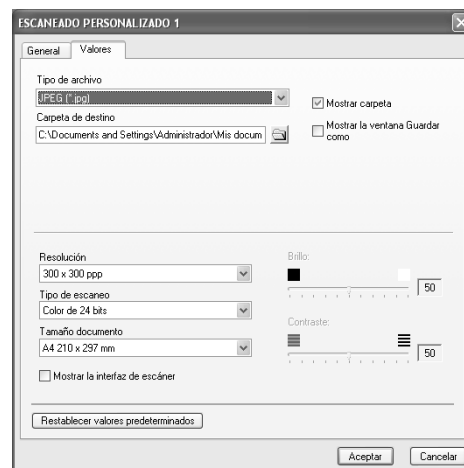 ESCANEADO PERSONALIZADO 1
General
Valores
Tipo de archivo
JPEG (*.jpg)
Carpeta de destino
C:\Documents and Settings\Administrador\Mis docum
Mostrar carpeta
Mostrar la ventana Guardar
como
Resolución
300 x 300 ppp
Tipo de escaneo
Color de 24 bits
Tamaño documento
A4 210 x 297 mm
Mostrar la interfaz de escáner
Brillo:
50
Contraste:
50
Restablecer valores predeterminados
Aceptar
Cancelar